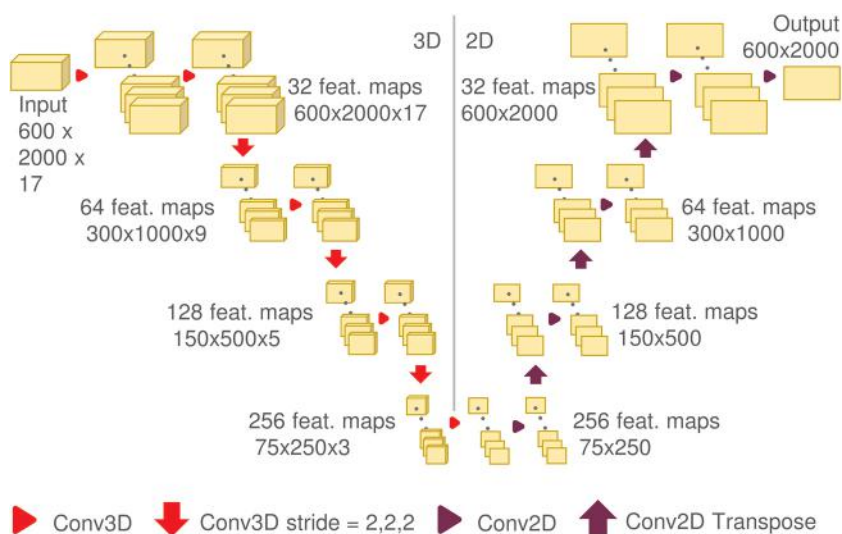 3D
2D
Output
600x2000
Input
600 x
2000 x
17
32 feat. maps
600x2000x17
32 feat. maps
600x2000
64 feat. maps
300x1000x9
64 feat. maps
300x1000
128 feat. maps
150x500x5
128 feat. maps
150x500
256 feat. maps
75x250x3
256 feat. maps
75x250
Conv3D
Conv3D stride = 2,2,2
Conv2D
Conv2D Transpose